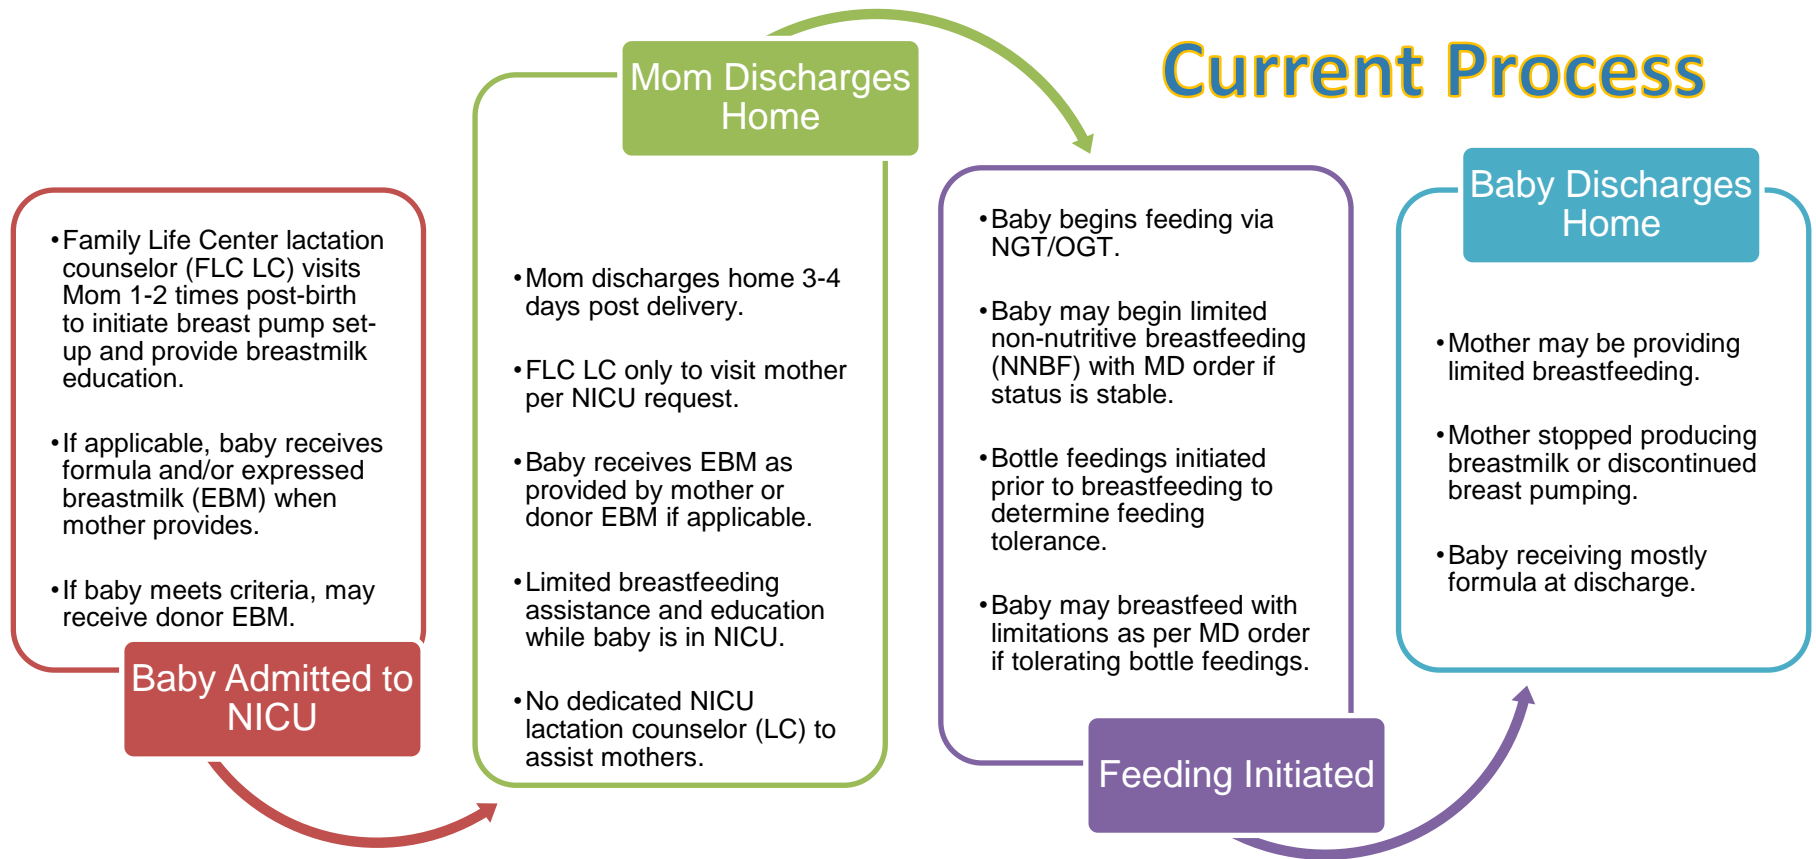 Current Process
•Family Life Center lactation
counselor (FLC LC) visits
Mom 1-2 times post-birth
to initiate breast pump set-
up and provide breastmilk
education.
•If applicable, baby receives
formula and/or expressed
breastmilk (EBM) when
mother provides.
•If baby meets criteria, may
receive donor EBM.
Baby Admitted to
NICU
Mom Discharges
Home
•Mom discharges home 3-4
days post delivery.
•FLC LC only to visit mother
per NICU request.
•Baby receives EBM as
provided by mother or
donor EBM if applicable.
•Limited breastfeeding
assistance and education
while baby is in NICU.
•No dedicated NICU
lactation counselor (LC) to
assist mothers.
•Baby begins feeding via
NGT/OGT.
•Baby may begin limited
non-nutritive breastfeeding
(NNBF) with MD order if
status is stable.
•Bottle feedings initiated
prior to breastfeeding to
determine feeding
tolerance.
•Baby may breastfeed with
limitations as per MD order
if tolerating bottle feedings.
Feeding Initiated
Baby Discharges
Home
•Mother may be providing
limited breastfeeding.
•Mother stopped producing
breastmilk or discontinued
breast pumping.
•Baby receiving mostly
formula at discharge.